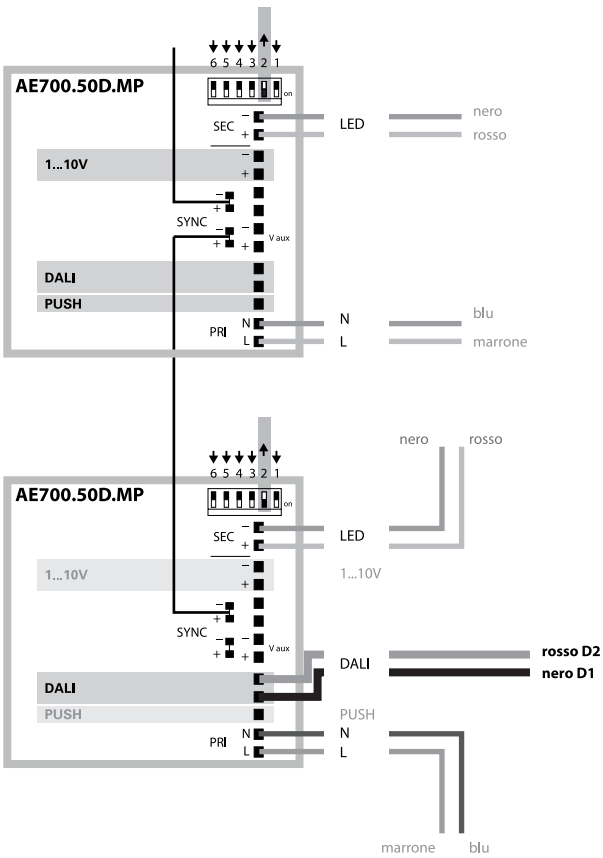 6 5 4 3 2 1
AE700.50D.MP
on
SEC
-
+
LED
nero
rosso
1...10V
-
+
-
+
SYNC
-
+
-
+
V aux
DALI
PUSH
PRI
N
L
N
L
blu
marrone
nero
rosso
6 5 4 3 2 1
AE700.50D.MP
on
SEC
-
+
LED
1...10V
-
+
1...10V
-
+
SYNC
-
+
-
+
V aux
DALI
rosso D2
nero D1
DALI
PUSH
PUSH
PRI
N
L
N
L
marrone
blu